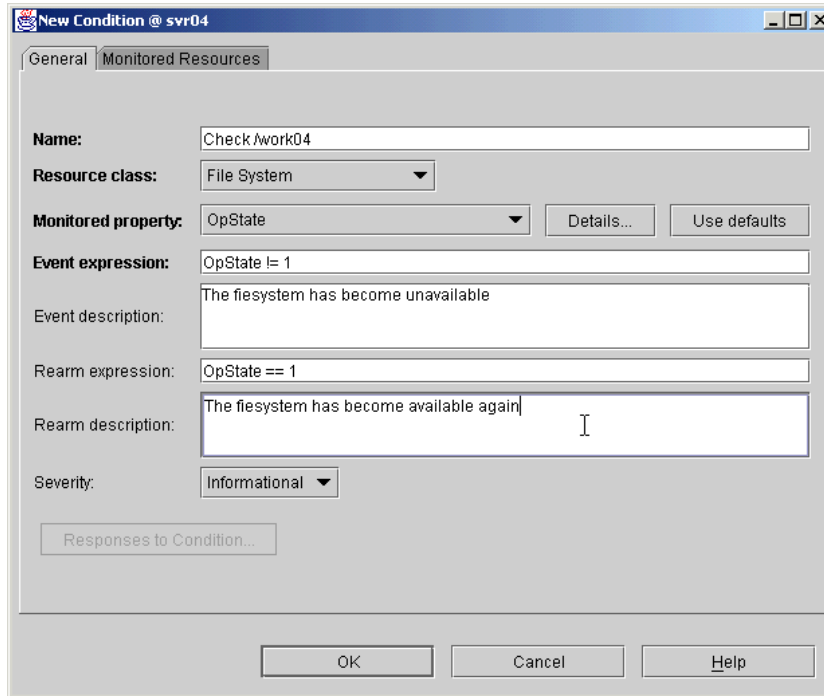 New Condition @ svr04
General Monitored Resources
Name: Check /work04
Resource class: File System
Monitored property: OpState Details... Use defaults
Event expression: OpState != 1
Event description: The fiesystem has become unavailable
Rearm expression: OpState == 1
Rearm description: The fiesystem has become available again
Severity: Informational
Responses to Condition...
OK Cancel Help